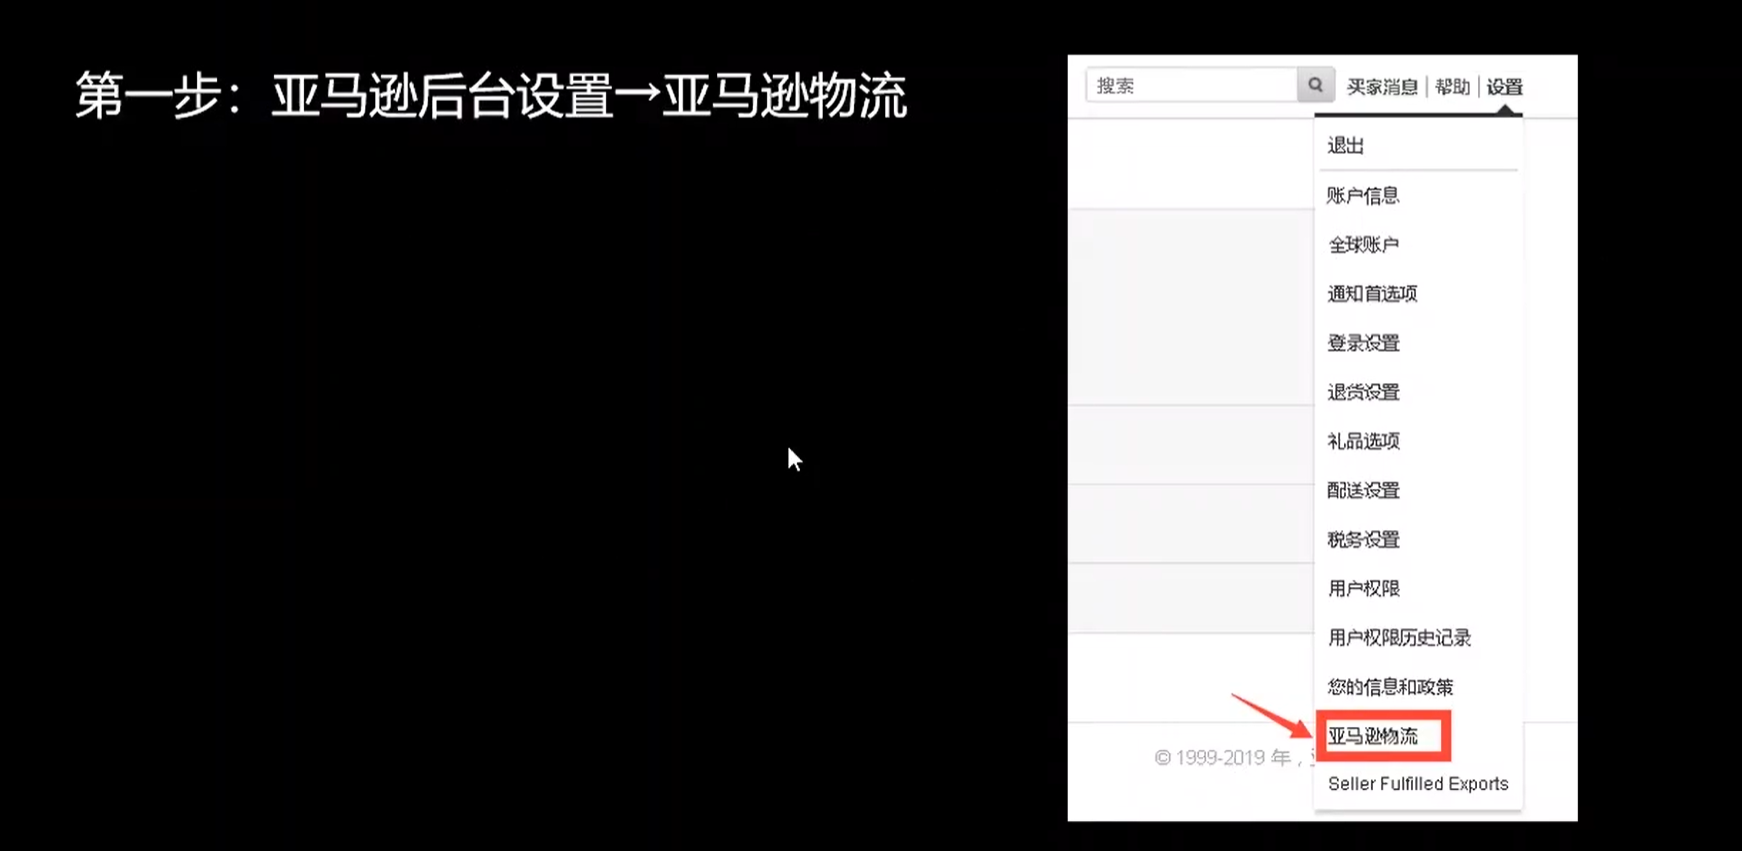 第一步：亚马逊后台设置→亚马逊物流
搜索 买家消息 | 帮助 | 设置
退出
账户信息
全球账户
通知首选项
登录设置
退货设置
礼品选项
配送设置
税务设置
用户权限
用户权限历史记录
您的信息和政策
亚马逊物流
© 1999-2019 年，
Seller Fulfilled Exports